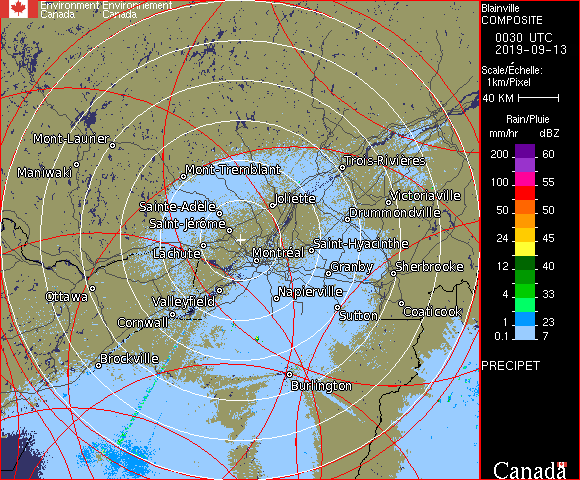 Environment Environnement
Canada Canada
Blainville
COMPOSITE
0030 UTC
2019-09-13
Scale/Échelle:
1km/Pixel
40 KM
Rain/Pluie
mm/hr dBZ
200 60
150 57
100 55
50 50
24 45
12 40
4 33
1 23
0.1 7
PRECIPET
Canada
Mont-Laurier
Maniwaki
Mont-Tremblant
Trois-Rivières
Joliette
Victoriaville
Sainte-Adèle
Drummondville
Saint-Jérôme
Saint-Hyacinthe
Lachute
Montréal
Granby
Sherbrooke
Ottawa
Valleyfield
Napierville
Cornwall
Sutton
Coaticook
Brockville
Burlington